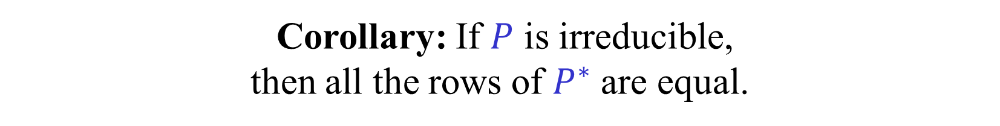 Corollary: If P is irreducible,
then all the rows of P* are equal.